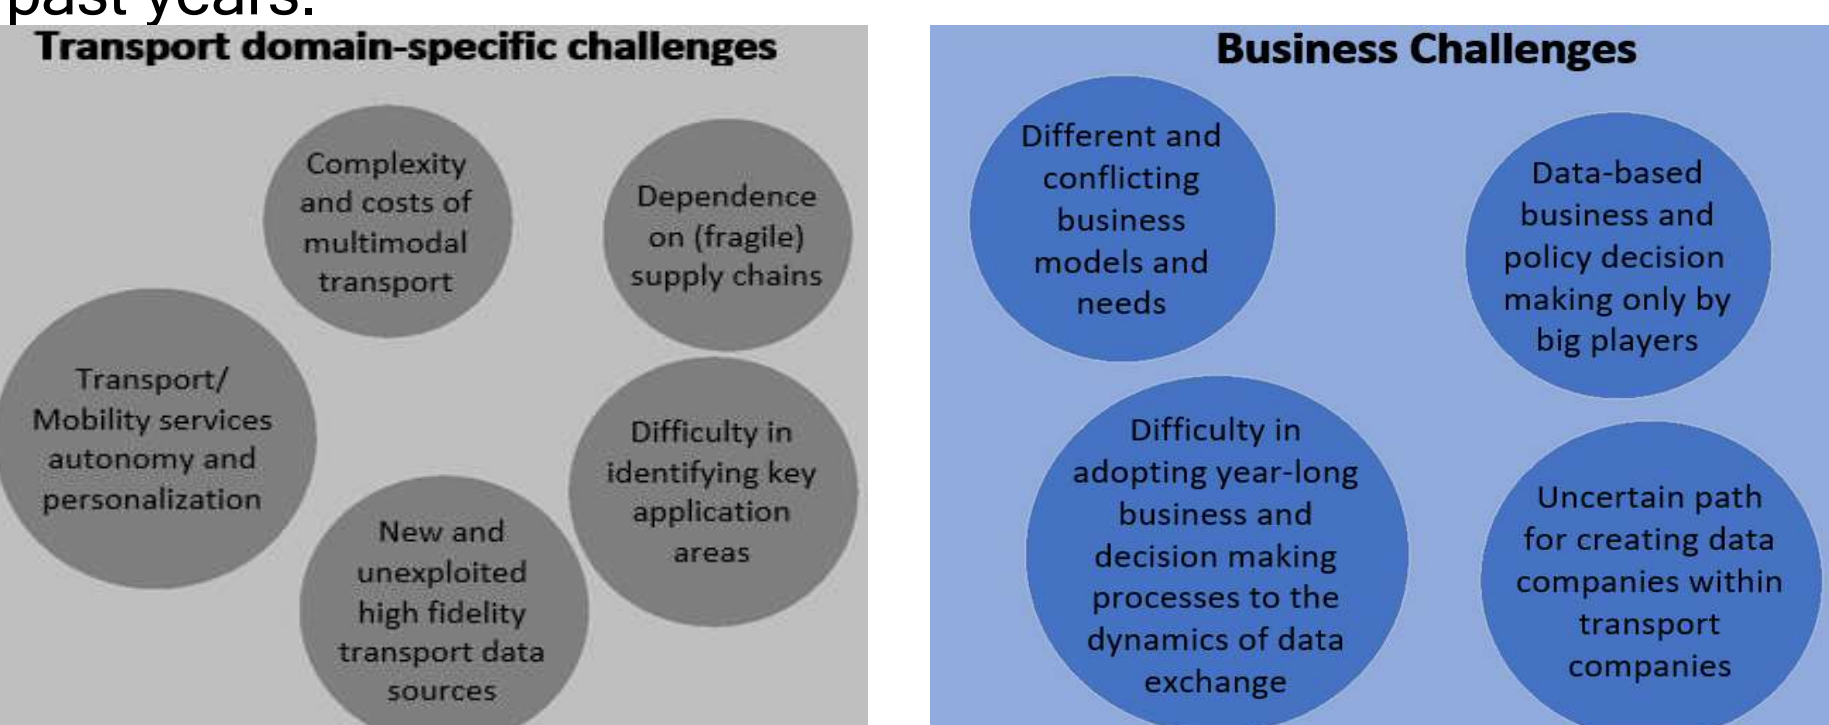 past years.
Transport domain-specific challenges
Complexity
and costs of
multimodal
transport
Dependence
on (fragile)
supply chains
Transport/
Mobility services
autonomy and
personalization
Difficulty in
identifying key
application
areas
New and
unexploited
high fidelity
transport data
sources
Business Challenges
Different and
conflicting
business
models and
needs
Data-based
business and
policy decision
making only by
big players
Difficulty in
adopting year-long
business and
decision making
processes to the
dynamics of data
exchange
Uncertain path
for creating data
companies within
transport
companies